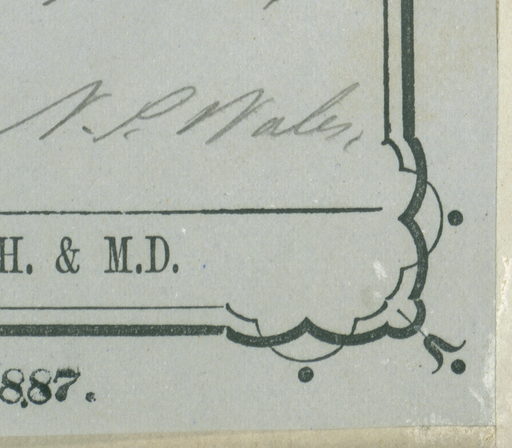 N. S. Wales,
H. & M.D.
887.